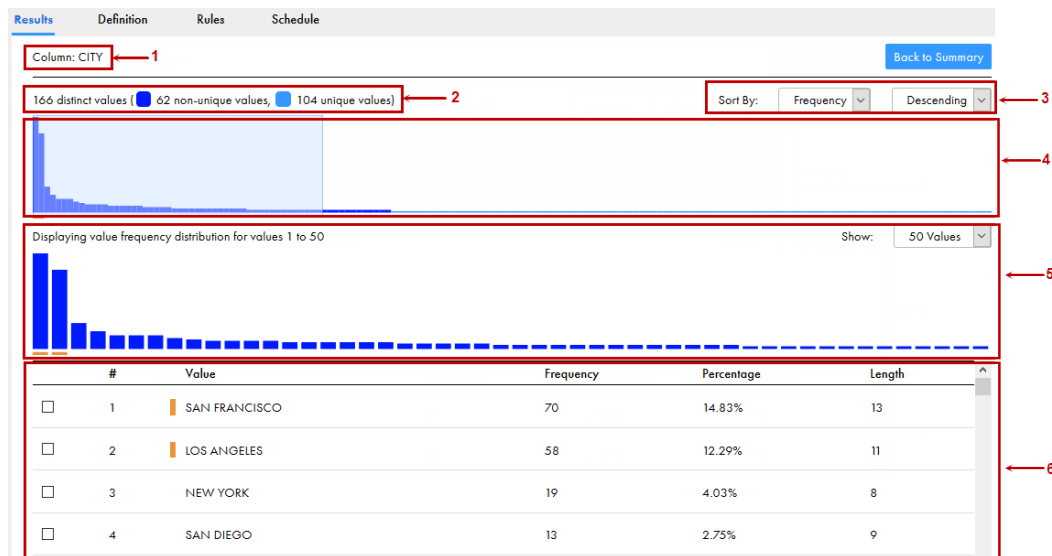 Results Definition Rules Schedule
Column: CITY 1 Back to Summary
166 distinct values ( 62 non-unique values, 104 unique values) 2 Sort By: Frequency Descending 3
4
Displaying value frequency distribution for values 1 to 50 Show: 50 Values
5
# Value Frequency Percentage Length
1 SAN FRANCISCO 70 14.83% 13
2 LOS ANGELES 58 12.29% 11
6
3 NEW YORK 19 4.03% 8
4 SAN DIEGO 13 2.75% 9